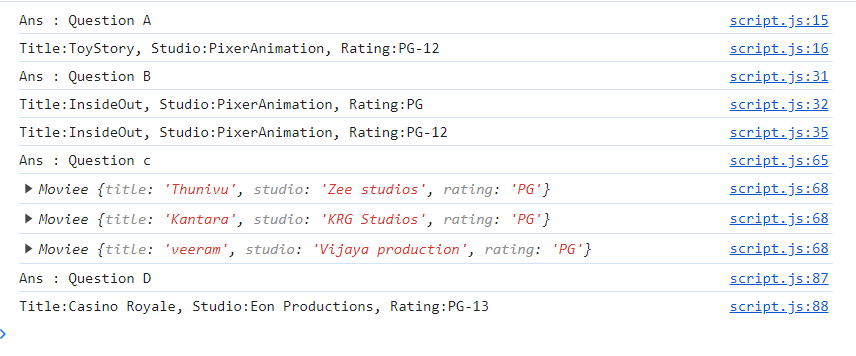 Ans : Question A script.js:15
Title:ToyStory, Studio:PixerAnimation, Rating:PG-12 script.js:16
Ans : Question B script.js:31
Title:InsideOut, Studio:PixerAnimation, Rating:PG script.js:32
Title:InsideOut, Studio:PixerAnimation, Rating:PG-12 script.js:35
Ans : Question c script.js:65
Moviee {title: 'Thunivu', studio: 'Zee studios', rating: 'PG'} script.js:68
Moviee {title: 'Kantara', studio: 'KRG Studios', rating: 'PG'} script.js:68
Moviee {title: 'veeram', studio: 'Vijaya production', rating: 'PG'} script.js:68
Ans : Question D script.js:87
Title:Casino Royale, Studio:Eon Productions, Rating:PG-13 script.js:88